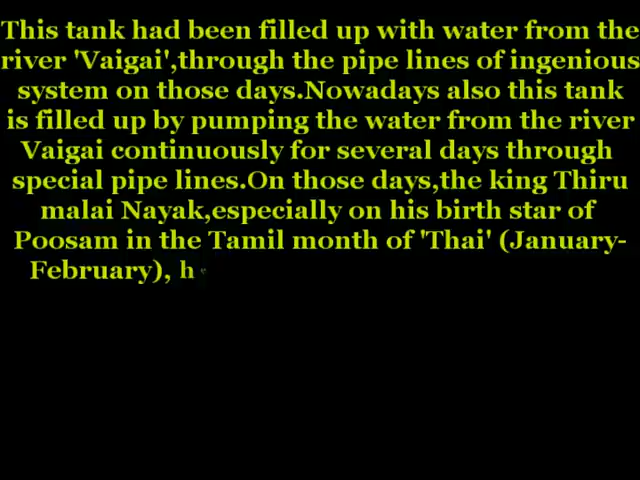 This tank had been filled up with water from the
river 'Vaigai',through the pipe lines of ingenious
system on those days.Nowadays also this tank
is filled up by pumping the water from the river
Vaigai continuously for several days through
special pipe lines.On those days,the king Thiru
malai Nayak,especially on his birth star of
Poosam in the Tamil month of 'Thai' (January-
February), he